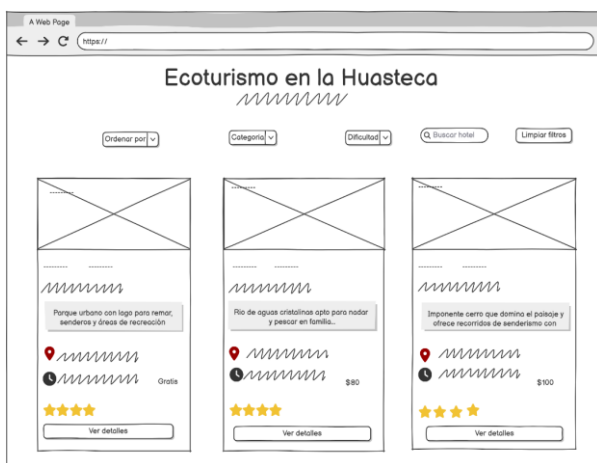 A Web Page
https://
Ecoturismo en la Huasteca
Ordenar por
Categoría
Dificultad
Buscar hotel
Limpiar filtros
Parque urbano con lago para remar,
senderos y áreas de recreación
Gratis
Ver detalles
Río de aguas cristalinas apto para nadar
y pescar en familia...
$80
Ver detalles
Imponente cerro que domina el paisaje y
ofrece recorridos de senderismo con
$100
Ver detalles